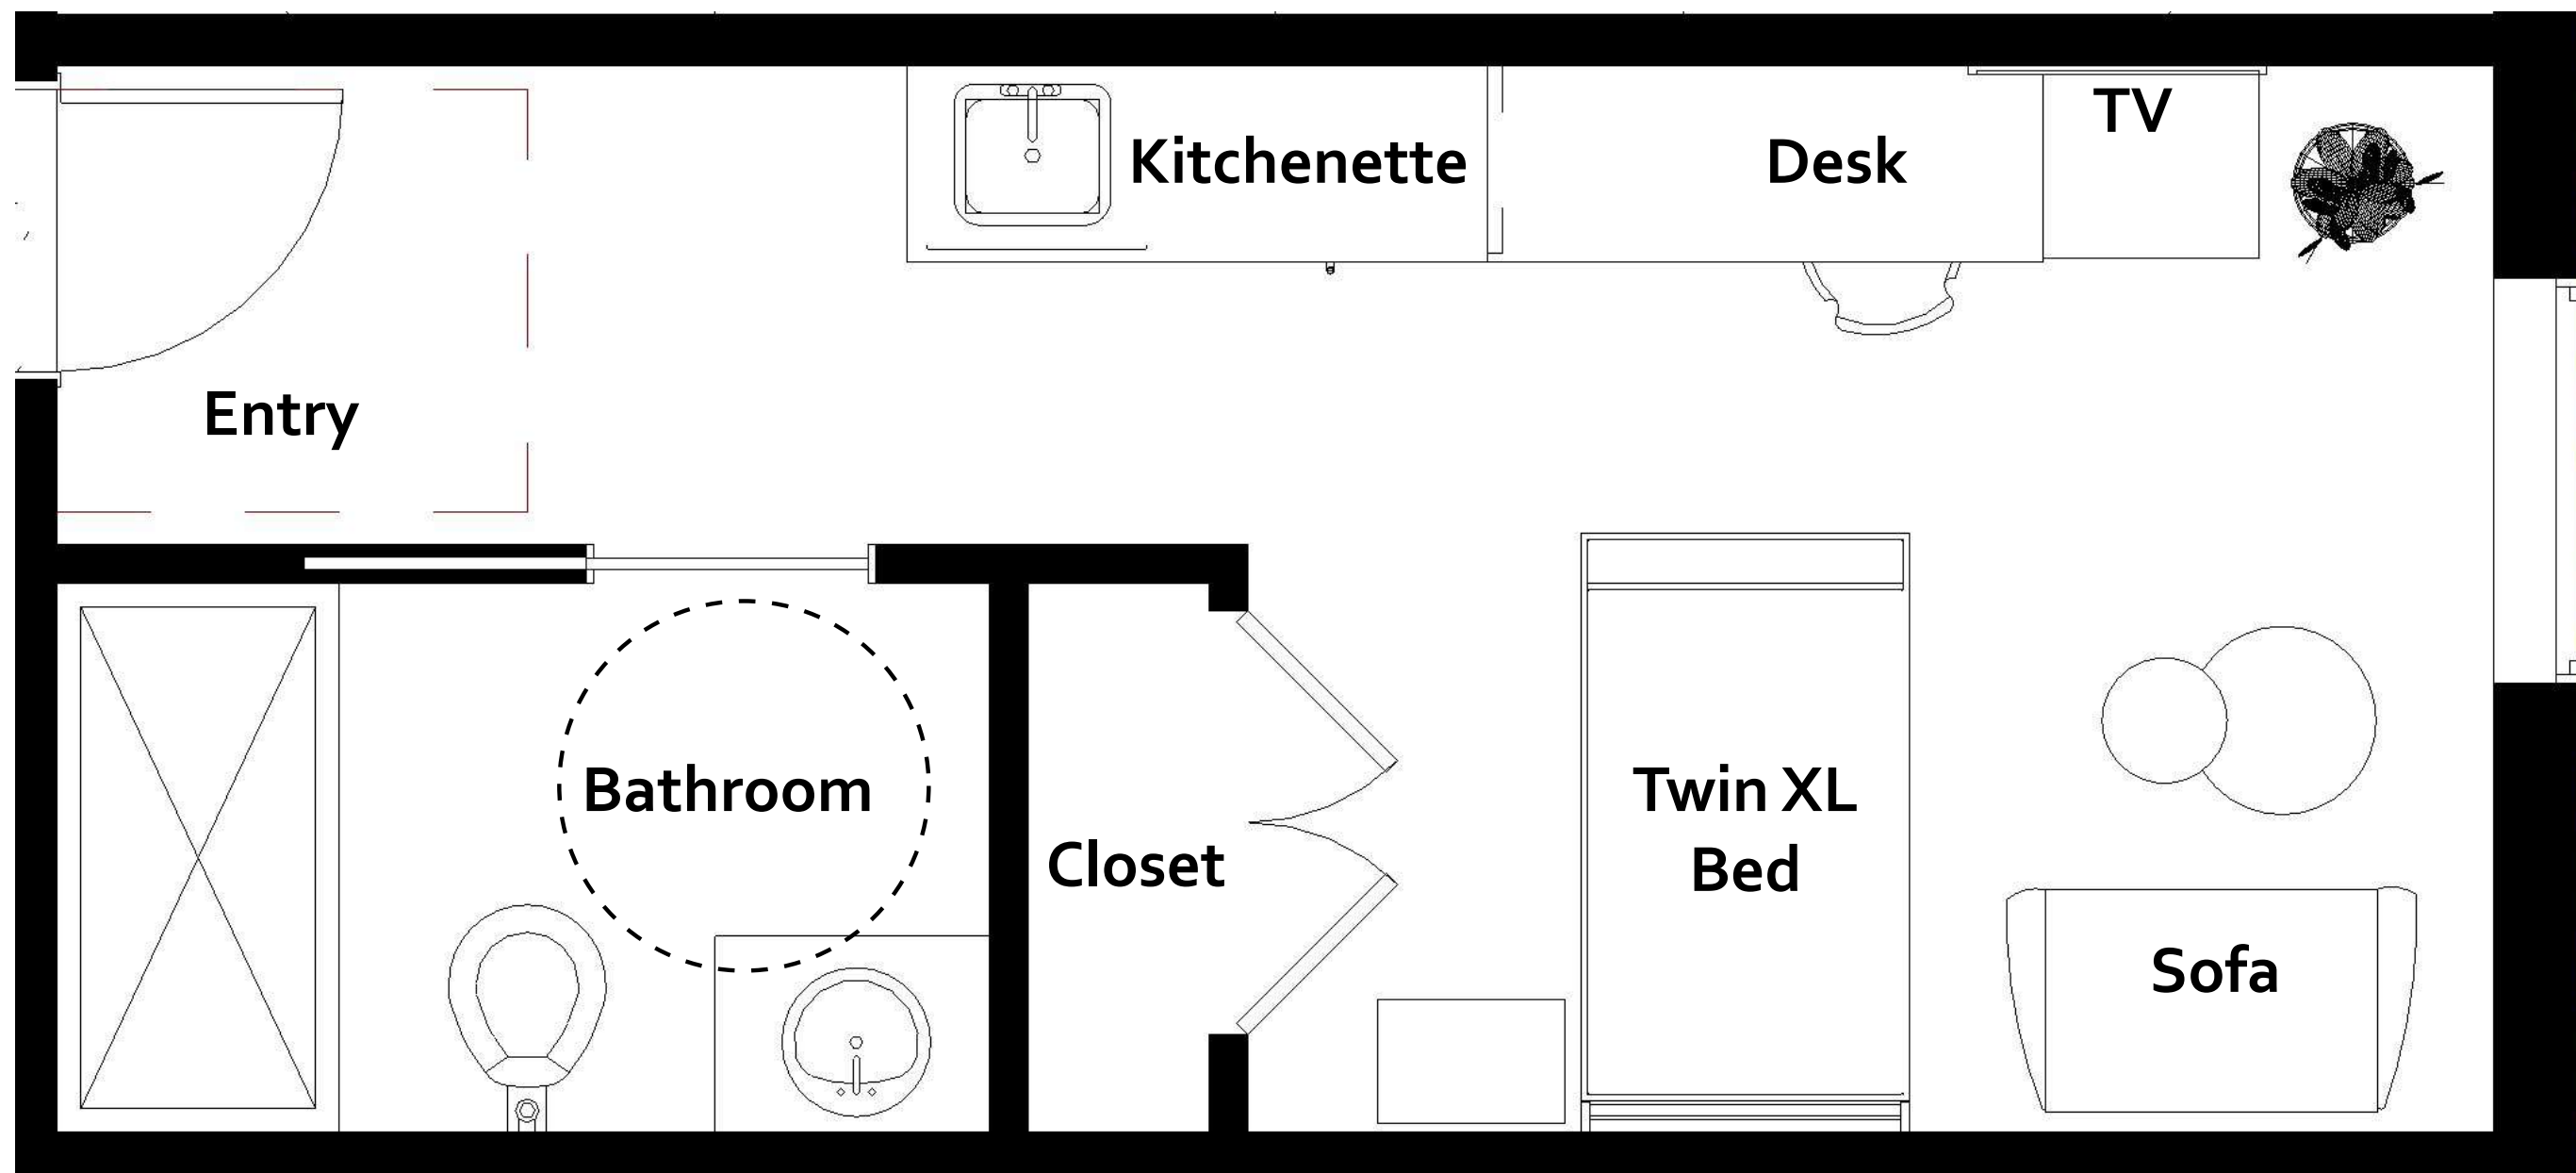 TV
Kitchenette
Desk
Entry
Bathroom
Closet
Twin XL
Bed
Sofa